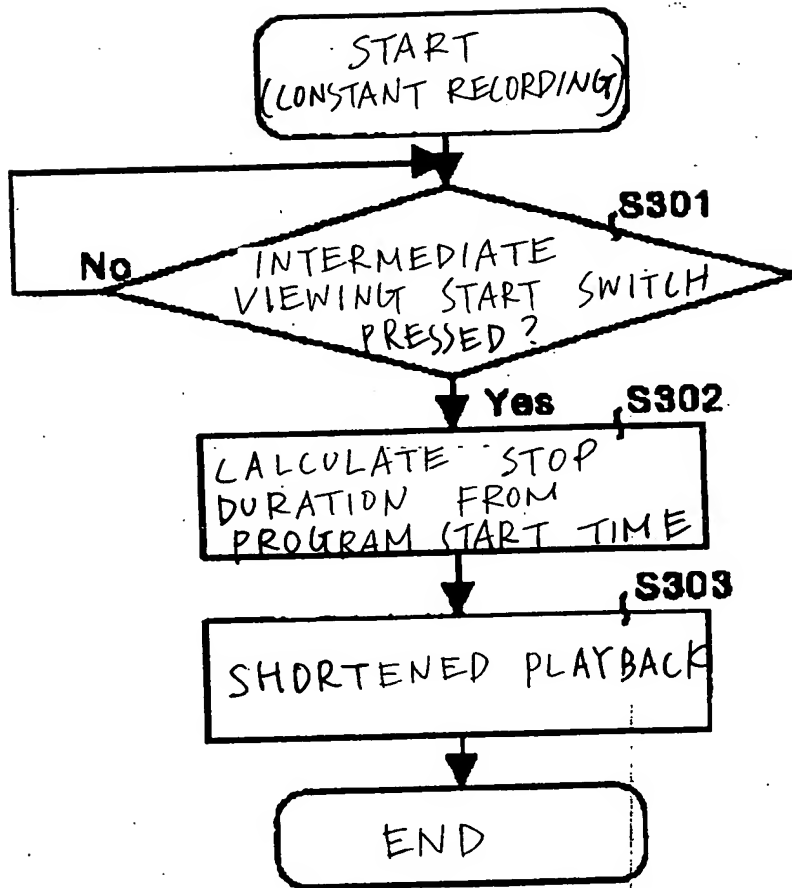 START
(CONSTANT RECORDING)
S301
No
INTERMEDIATE
VIEWING START SWITCH
PRESSED?
Yes
S302
CALCULATE STOP
DURATION FROM
PROGRAM START TIME
S303
SHORTENED PLAYBACK
END